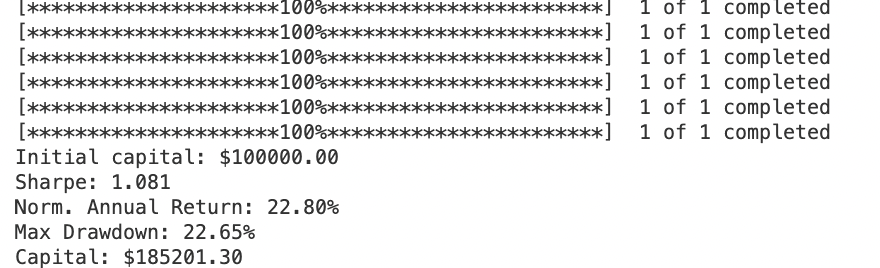 [*********************100%***********************]  1 of 1 completed
[*********************100%***********************]  1 of 1 completed
[*********************100%***********************]  1 of 1 completed
[*********************100%***********************]  1 of 1 completed
[*********************100%***********************]  1 of 1 completed
[*********************100%***********************]  1 of 1 completed
Initial capital: $100000.00
Sharpe: 1.081
Norm. Annual Return: 22.80%
Max Drawdown: 22.65%
Capital: $185201.30